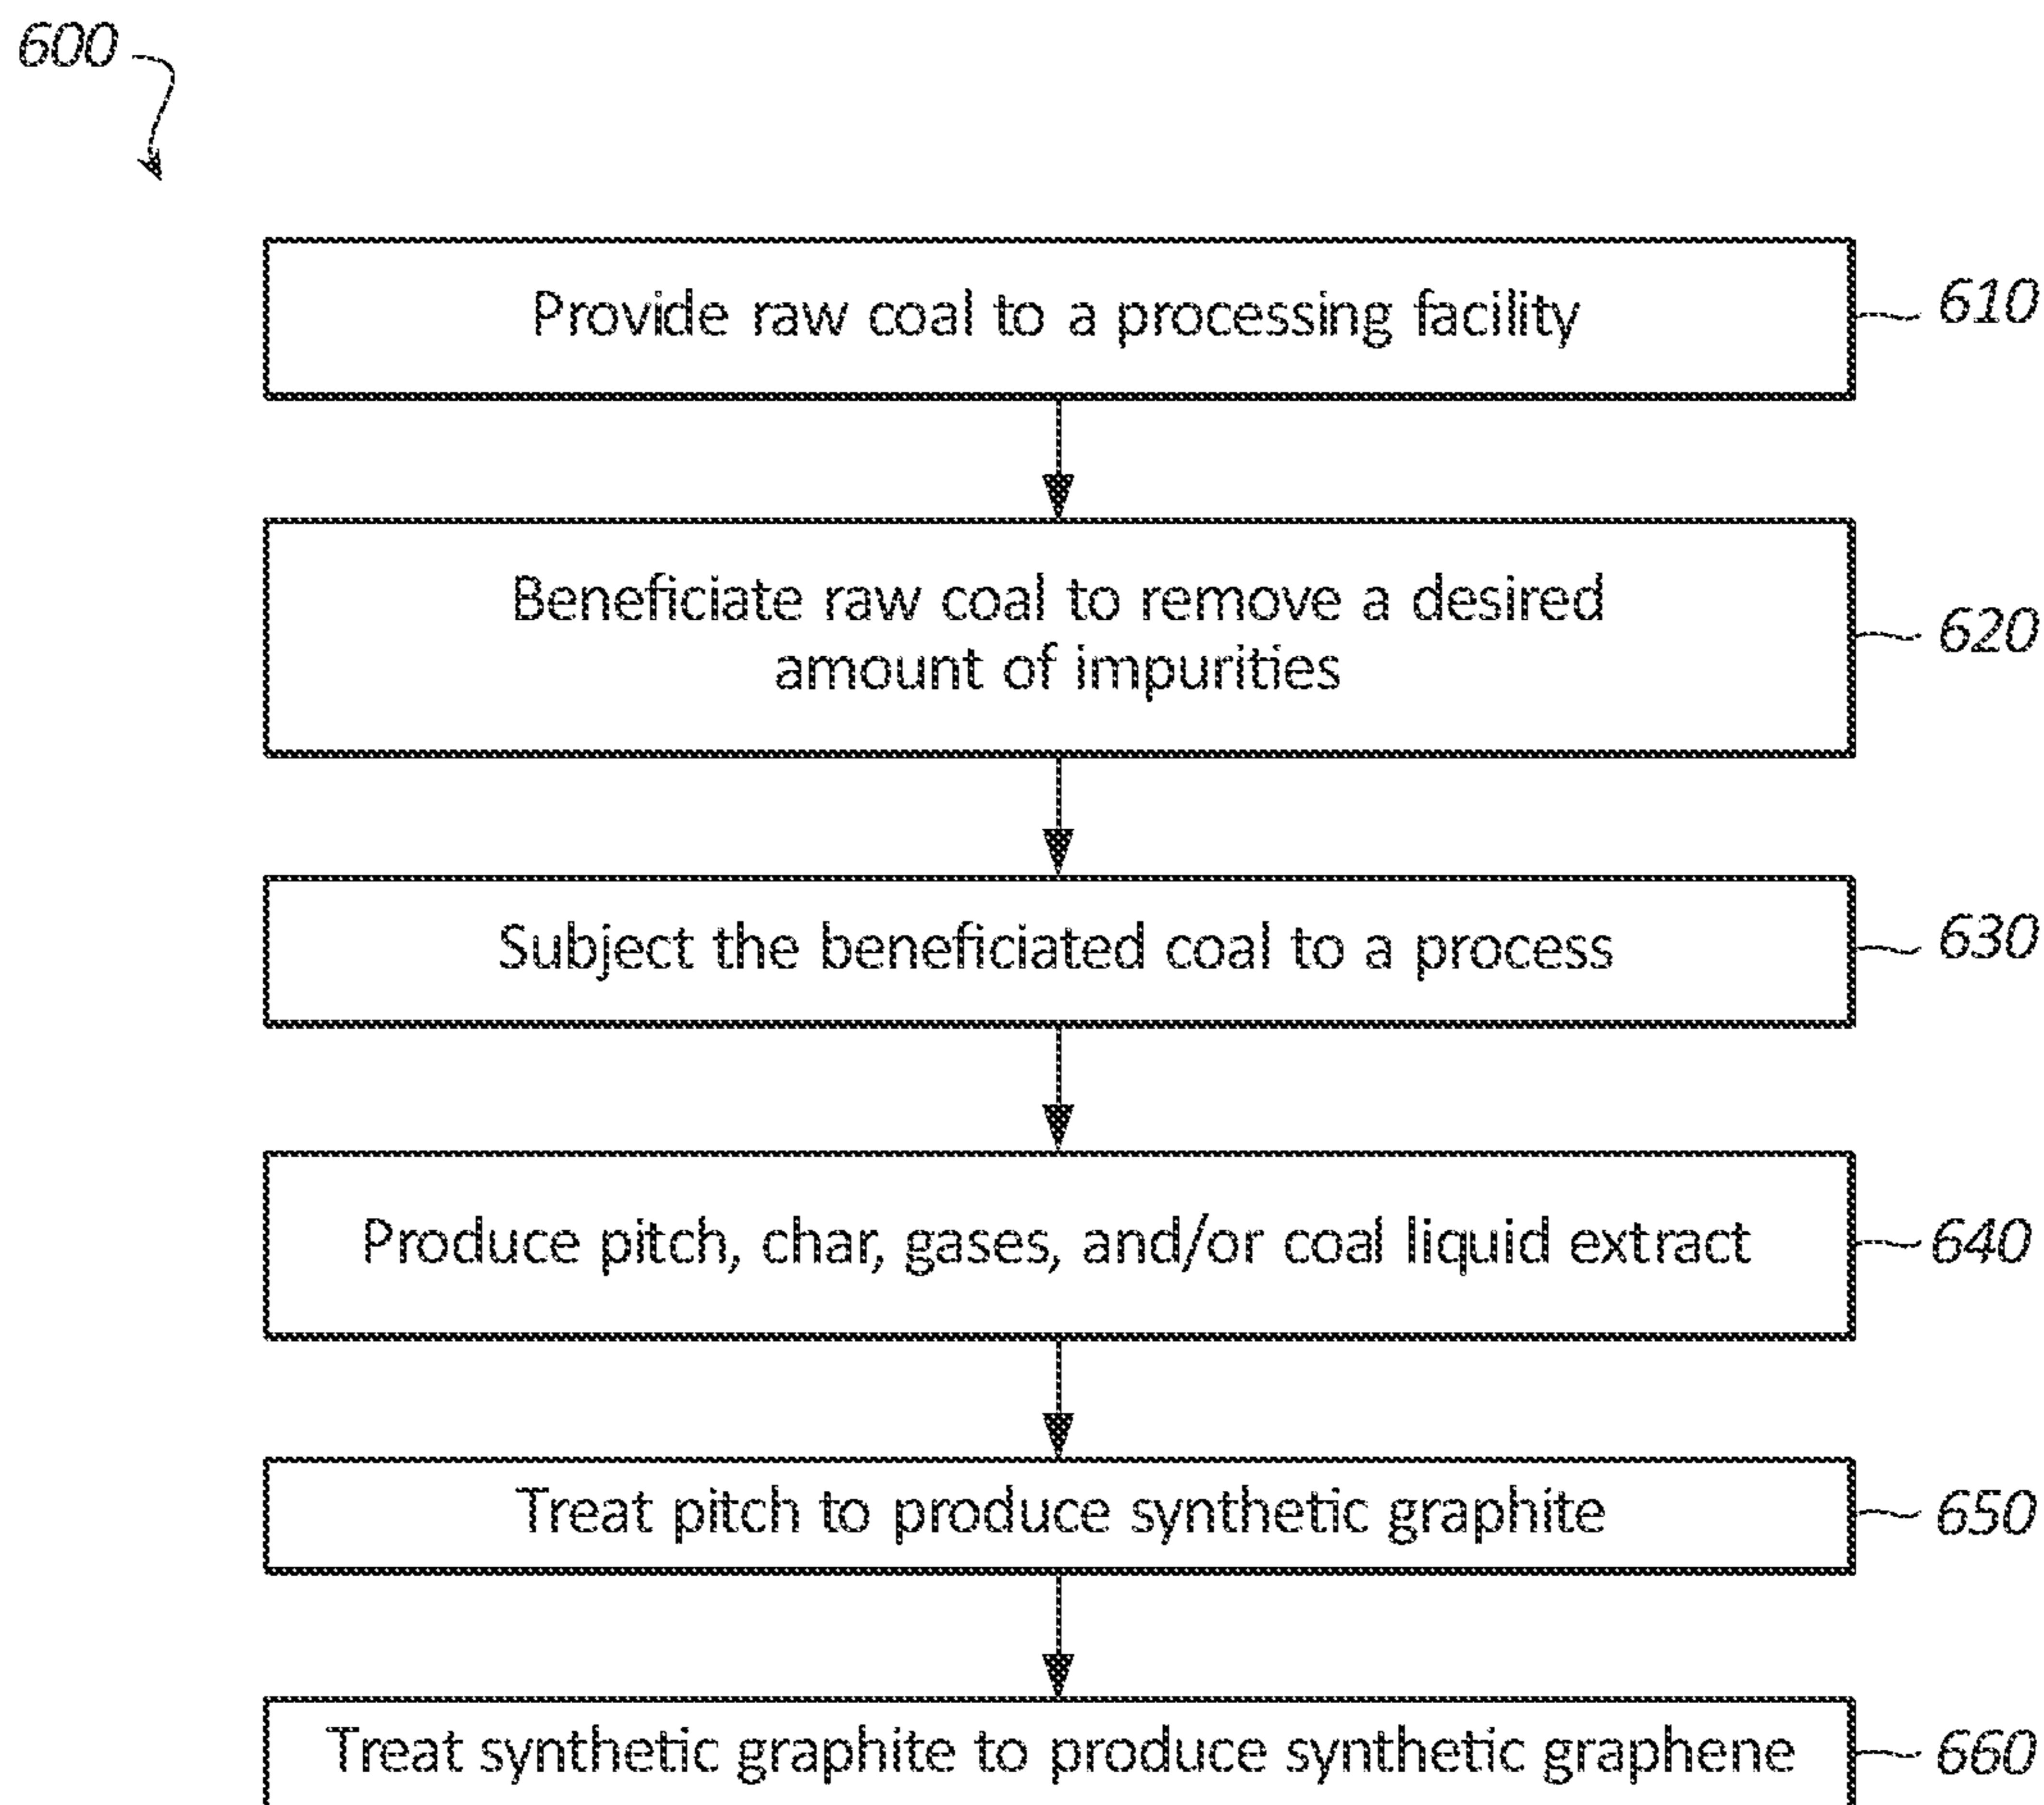 600
Provide raw coal to a processing facility
610
Beneficiate raw coal to remove a desired
amount of impurities
620
Subject the beneficiated coal to a process
630
Produce pitch, char, gases, and/or coal liquid extract
640
Treat pitch to produce synthetic graphite
650
Treat synthetic graphite to produce synthetic graphene
660